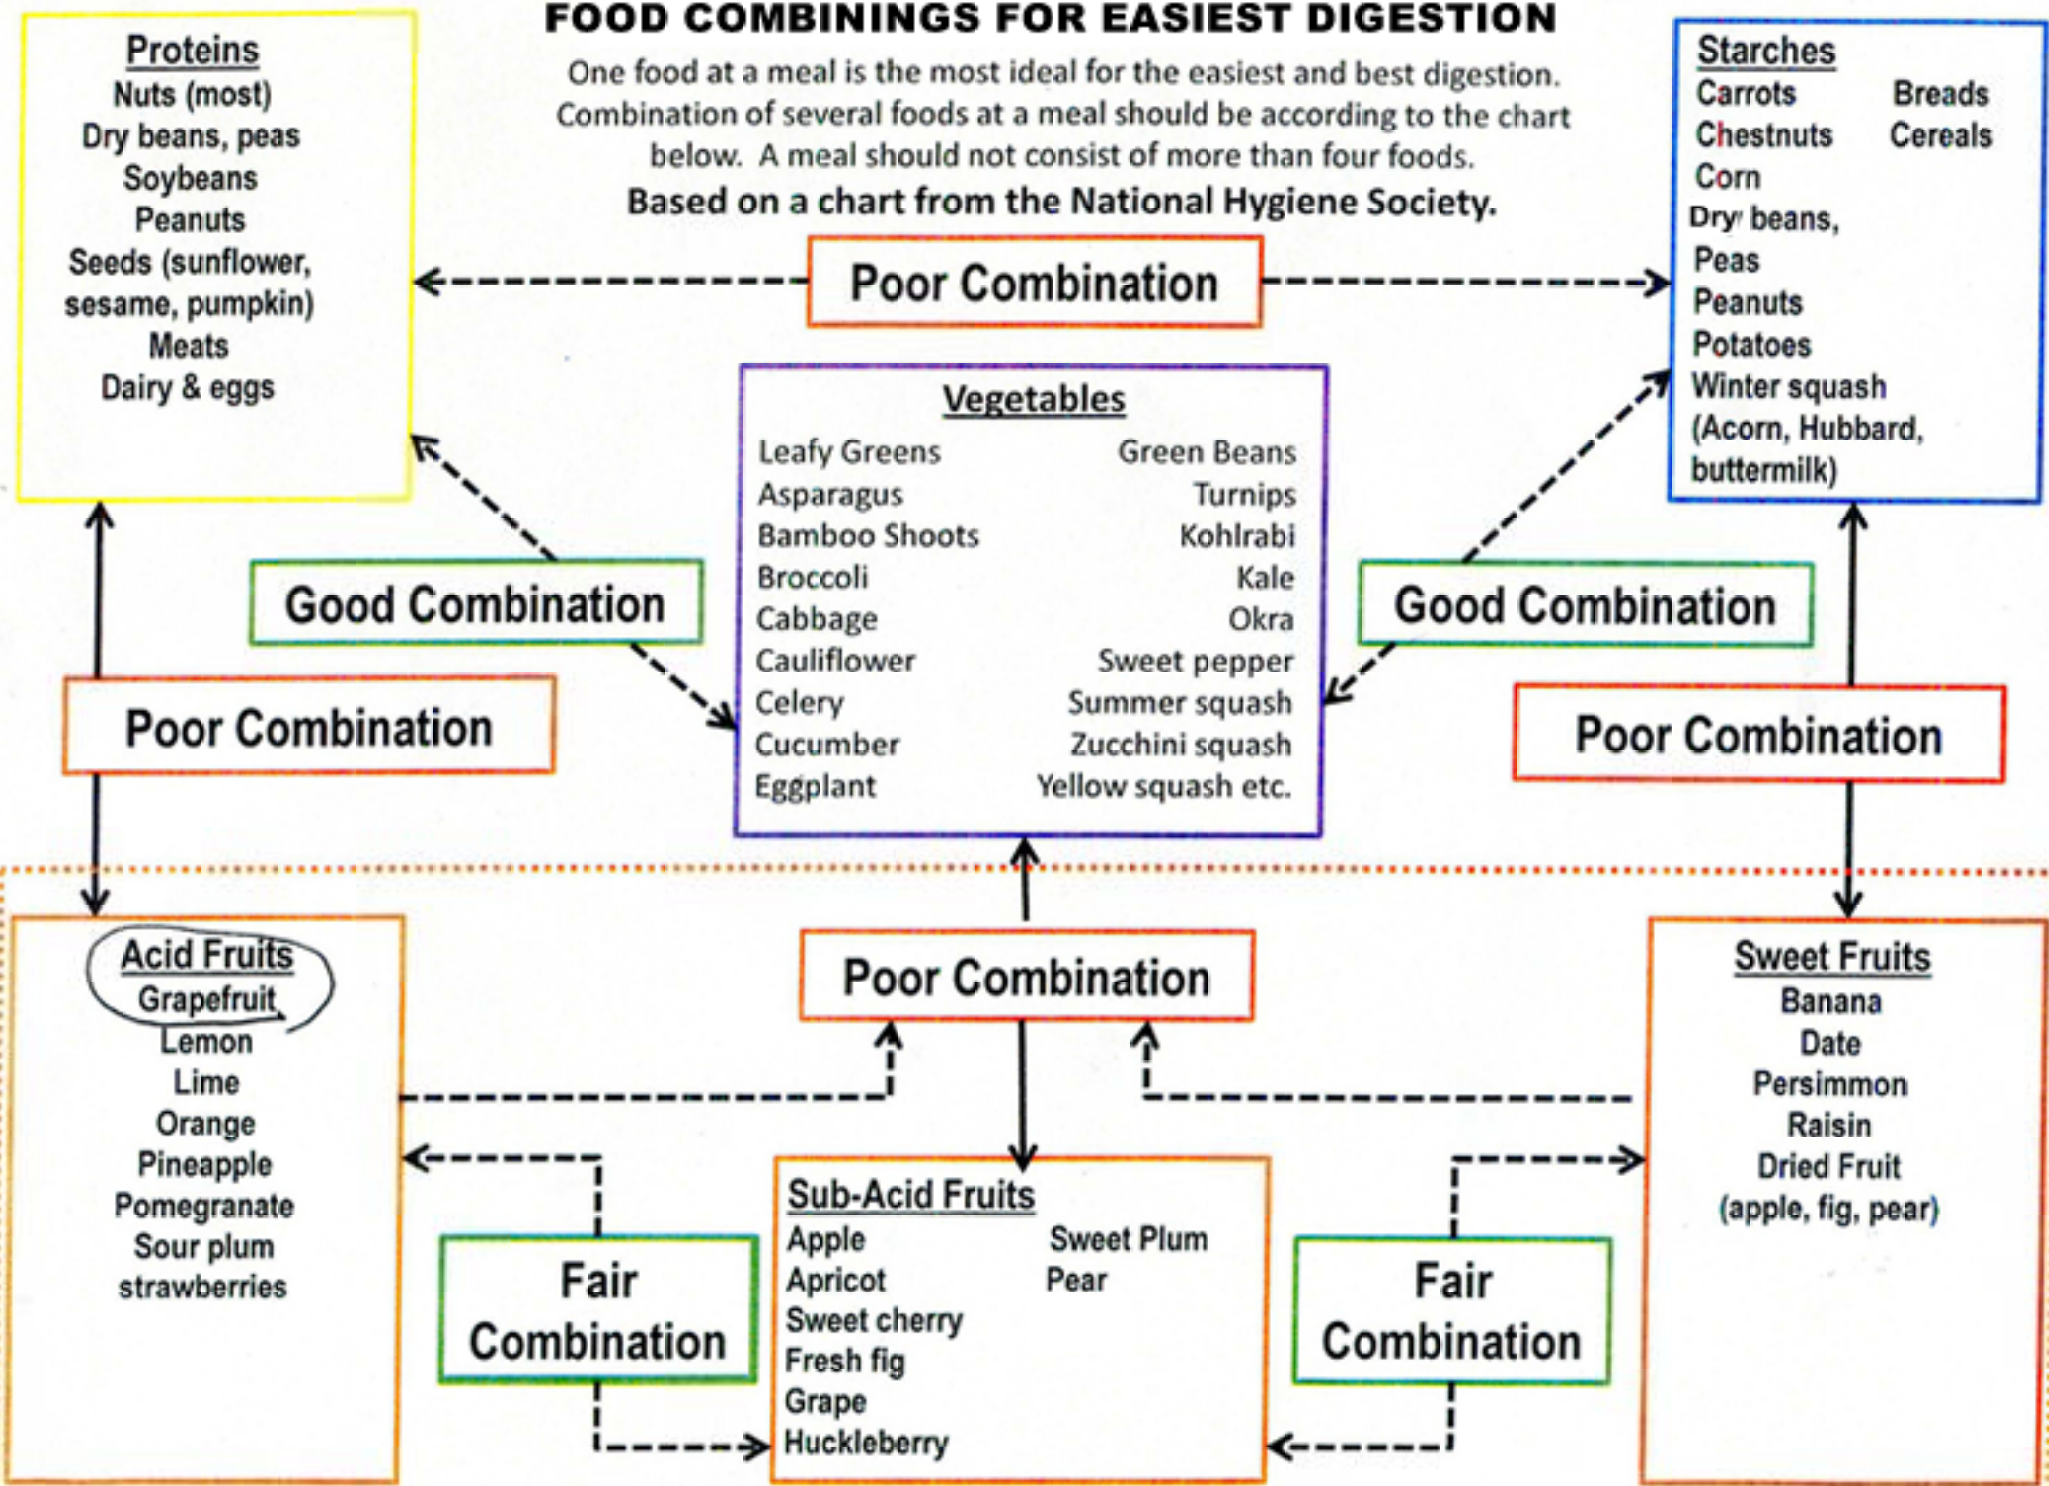 FOOD COMBININGS FOR EASIEST DIGESTION
One food at a meal is the most ideal for the easiest and best digestion.
Combination of several foods at a meal should be according to the chart
below. A meal should not consist of more than four foods.
Based on a chart from the National Hygiene Society.
Proteins
Nuts (most)
Dry beans, peas
Soybeans
Peanuts
Seeds (sunflower,
sesame, pumpkin)
Meats
Dairy & eggs
Poor Combination
Starches
Carrots Breads
Chestnuts Cereals
Corn
Dry beans,
Peas
Peanuts
Potatoes
Winter squash
(Acorn, Hubbard,
buttermilk)
Good Combination
Vegetables
Leafy Greens Green Beans
Asparagus Turnips
Bamboo Shoots Kohlrabi
Broccoli Kale
Cabbage Okra
Cauliflower Sweet pepper
Celery Summer squash
Cucumber Zucchini squash
Eggplant Yellow squash etc.
Good Combination
Poor Combination
Poor Combination
Acid Fruits
Grapefruit
Lemon
Lime
Orange
Pineapple
Pomegranate
Sour plum
strawberries
Poor Combination
Fair
Combination
Sub-Acid Fruits
Apple Sweet Plum
Apricot Pear
Sweet cherry
Fresh fig
Grape
Huckleberry
Fair
Combination
Sweet Fruits
Banana
Date
Persimmon
Raisin
Dried Fruit
(apple, fig, pear)